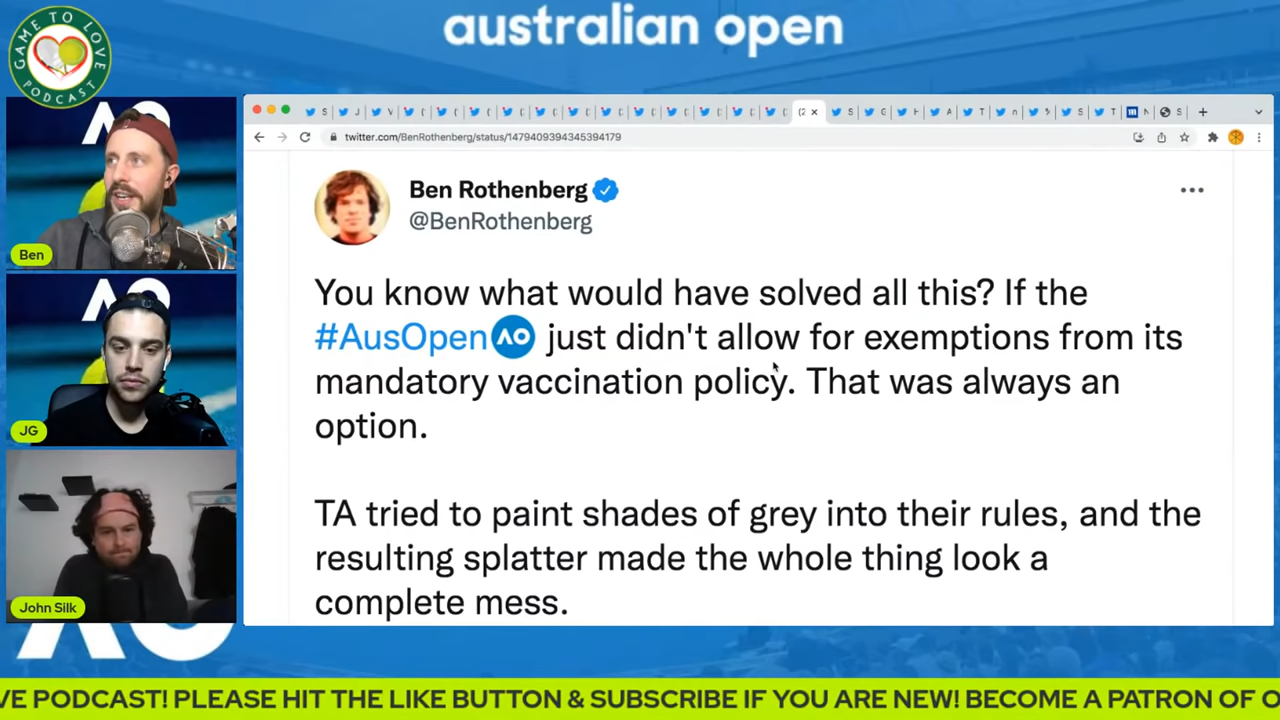 australian open
GAME TO LOVE
PODCAST
twitter.com/BenRothenberg/status/1479409394345394179
Ben Rothenberg
@BenRothenberg
You know what would have solved all this? If the
#AusOpen AO just didn't allow for exemptions from its
mandatory vaccination policy. That was always an
option.
TA tried to paint shades of grey into their rules, and the
resulting splatter made the whole thing look a
complete mess.
Ben
JG
John Silk
AO
VE PODCAST! PLEASE HIT THE LIKE BUTTON & SUBSCRIBE IF YOU ARE NEW! BECOME A PATRON OF